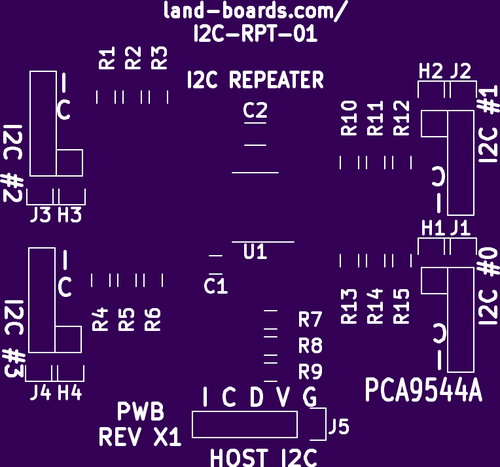 land-boards.com/
I2C-RPT-01
I2C REPEATER
R1
R2
R3
C2
R10
R11
R12
H2 J2
I2C #1
I
C
I2C #2
J3 H3
C
I
H1 J1
I2C #0
U1
C1
I
C
I2C #3
R4
R5
R6
J4 H4
R7
R8
R9
R13
R14
R15
C
I
PCA9544A
I C D V G
PWB
REV X1
J5
HOST I2C